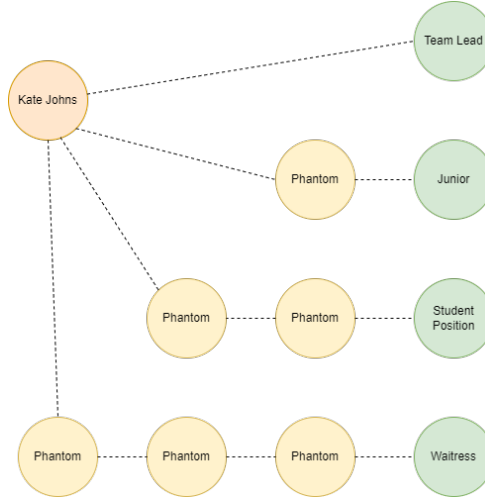 Team Lead
Kate Johns
Phantom
Junior
Phantom
Phantom
Student
Position
Phantom
Phantom
Phantom
Waitress